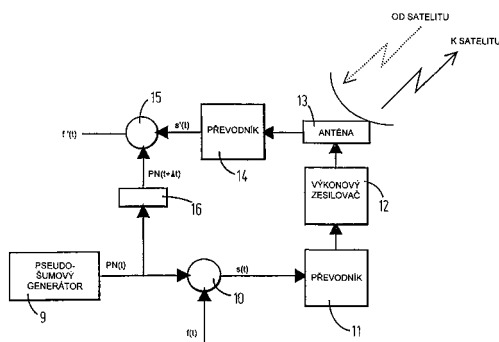 OD SATELITU
K SATELITU
15
13
f'(t)
s'(t)
PŘEVODNÍK
ANTÉNA
14
PN(t+Δt)
16
VÝKONOVÝ
ZESILOVAČ
12
PSEUDO-
ŠUMOVÝ
GENERÁTOR
PN(t)
s(t)
PŘEVODNÍK
9
10
11
f(t)